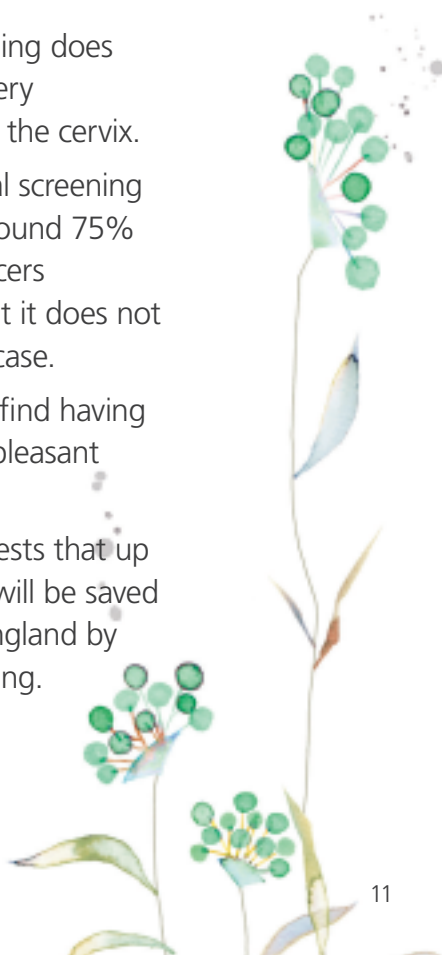 ing does
ery
the cervix.
al screening
ound 75%
cers
t it does not
case.
find having
pleasant
ests that up
will be saved
ngland by
ng.
11